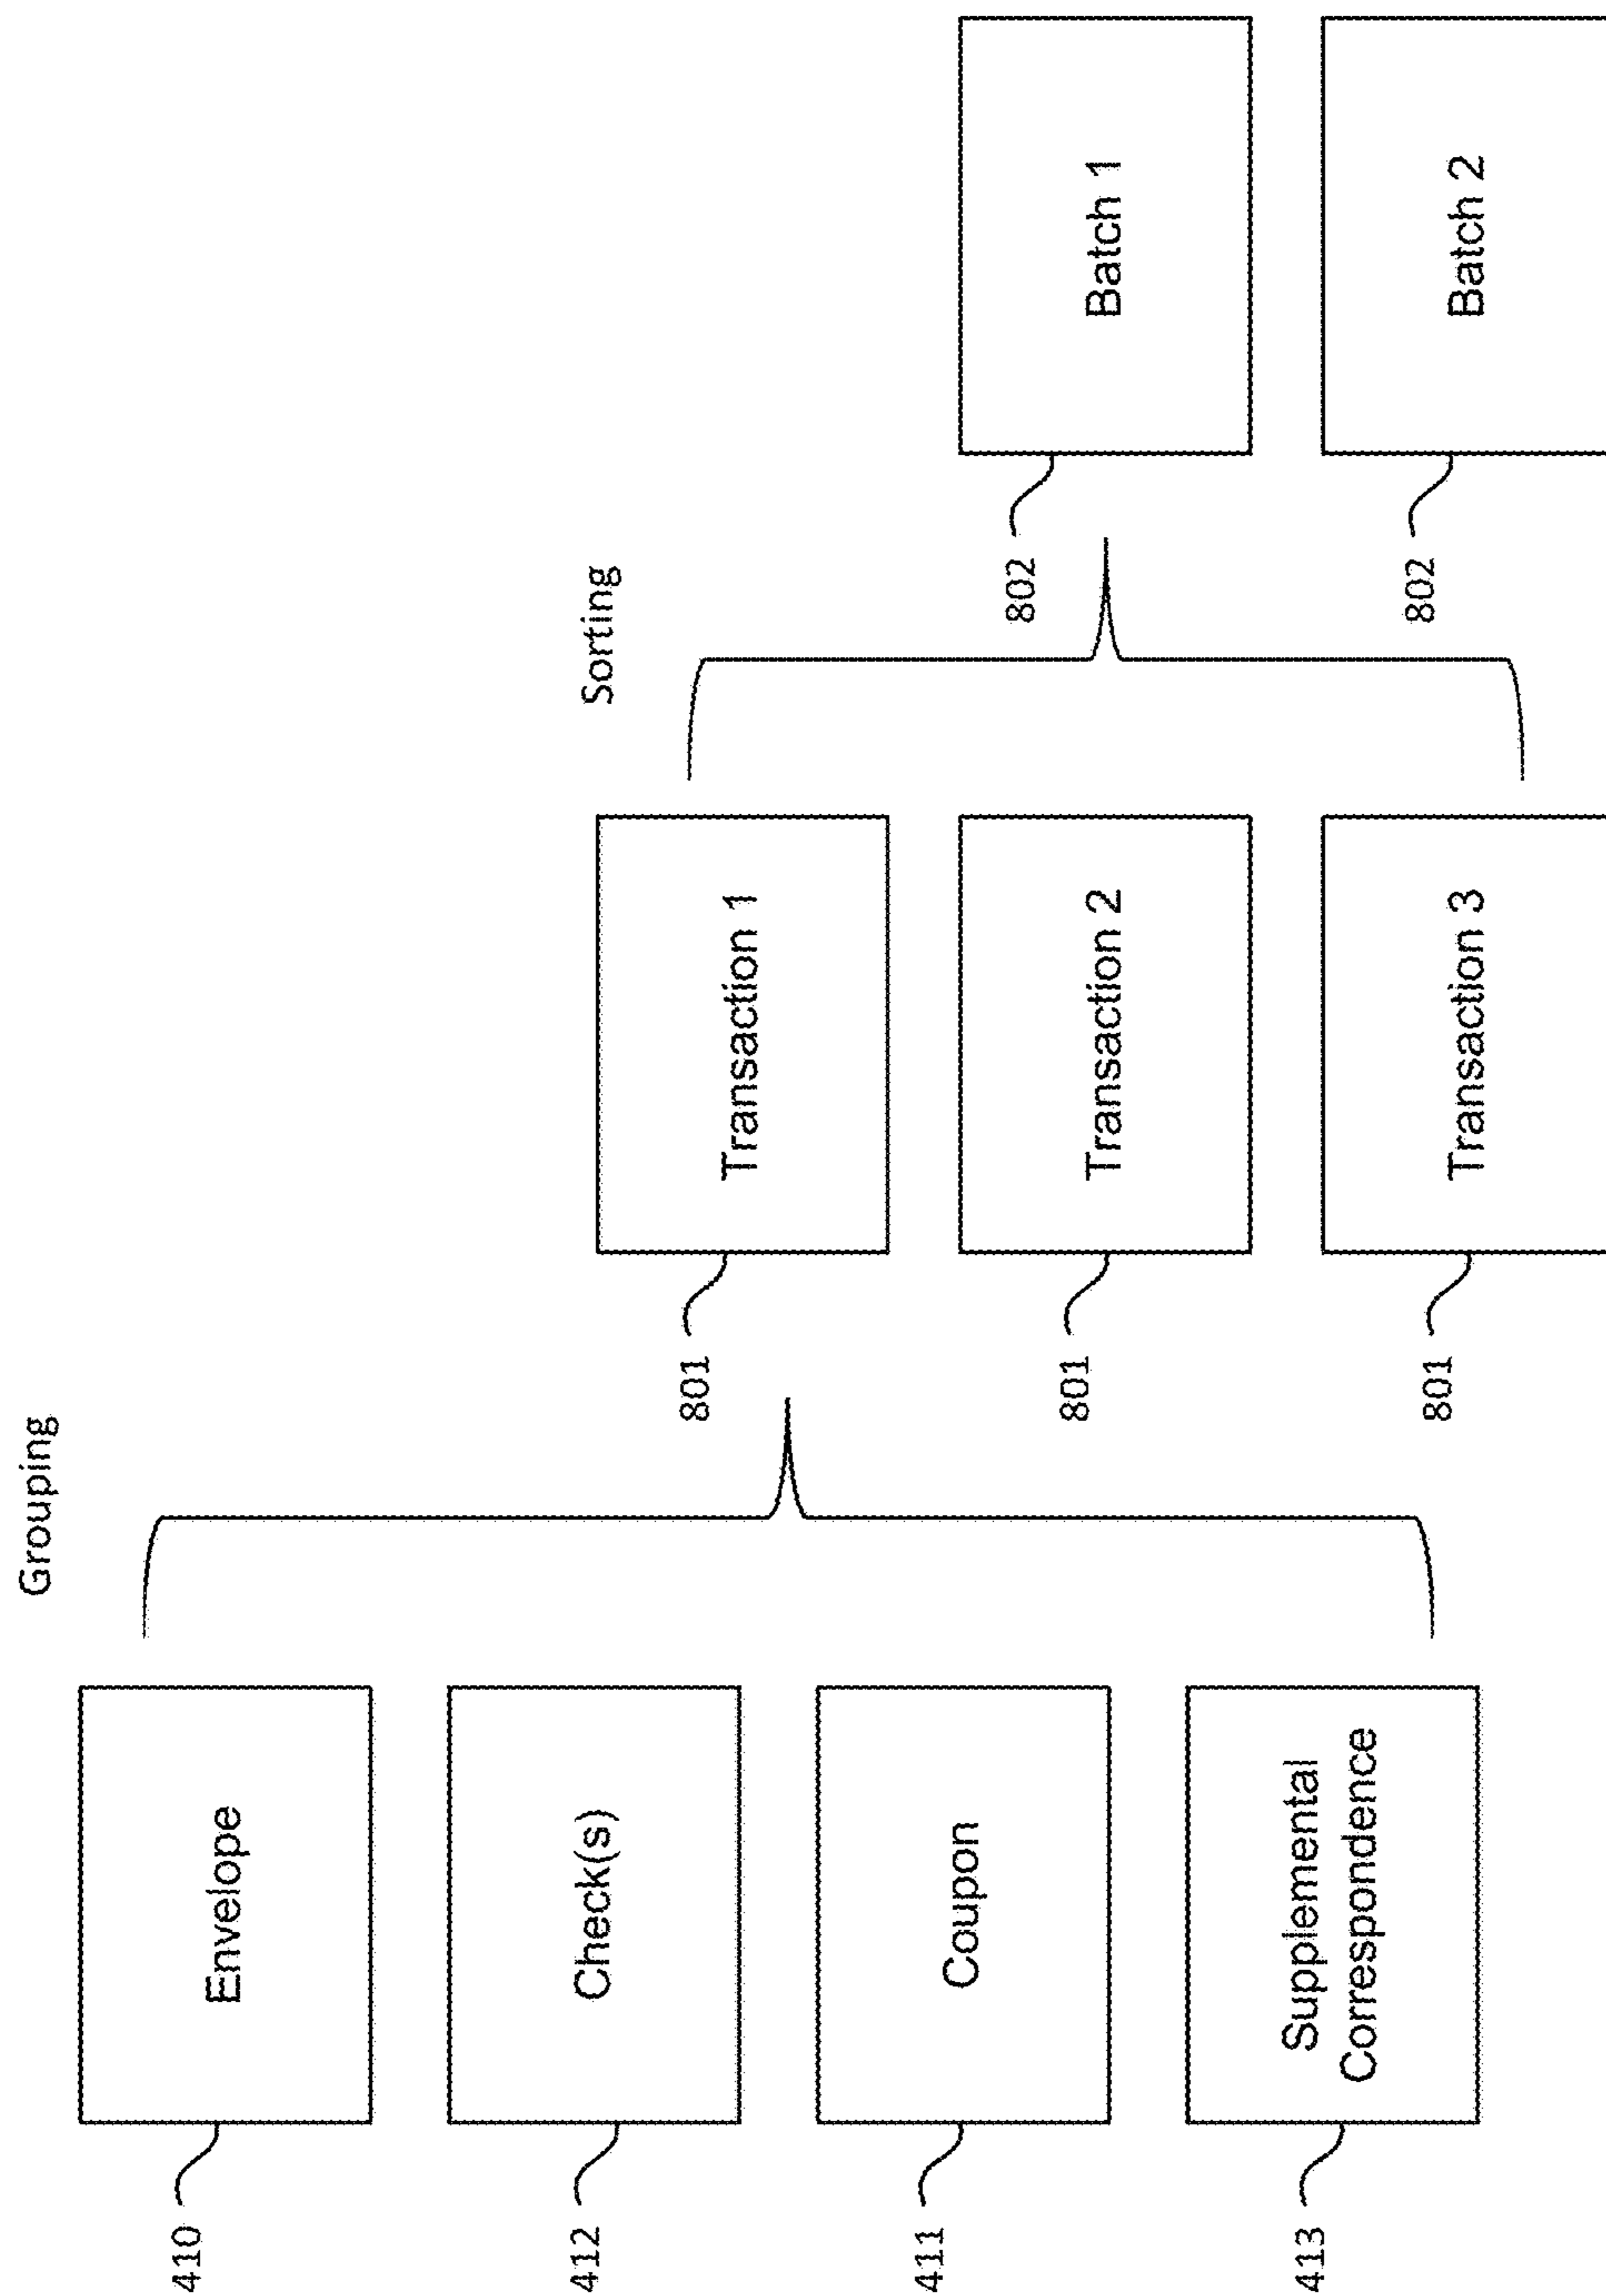 Grouping
410
Envelope
412
Check(s)
411
Coupon
413
Supplemental
Correspondence
Sorting
801
Transaction 1
801
Transaction 2
801
Transaction 3
802
Batch 1
802
Batch 2